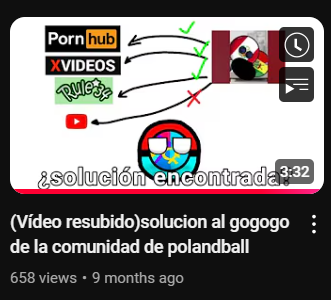 Porn hub
XVIDEOS
Rule34
¿solución encontrada?
3:32
(Vídeo resubido)solucion al gogogo
de la comunidad de polandball
658 views • 9 months ago